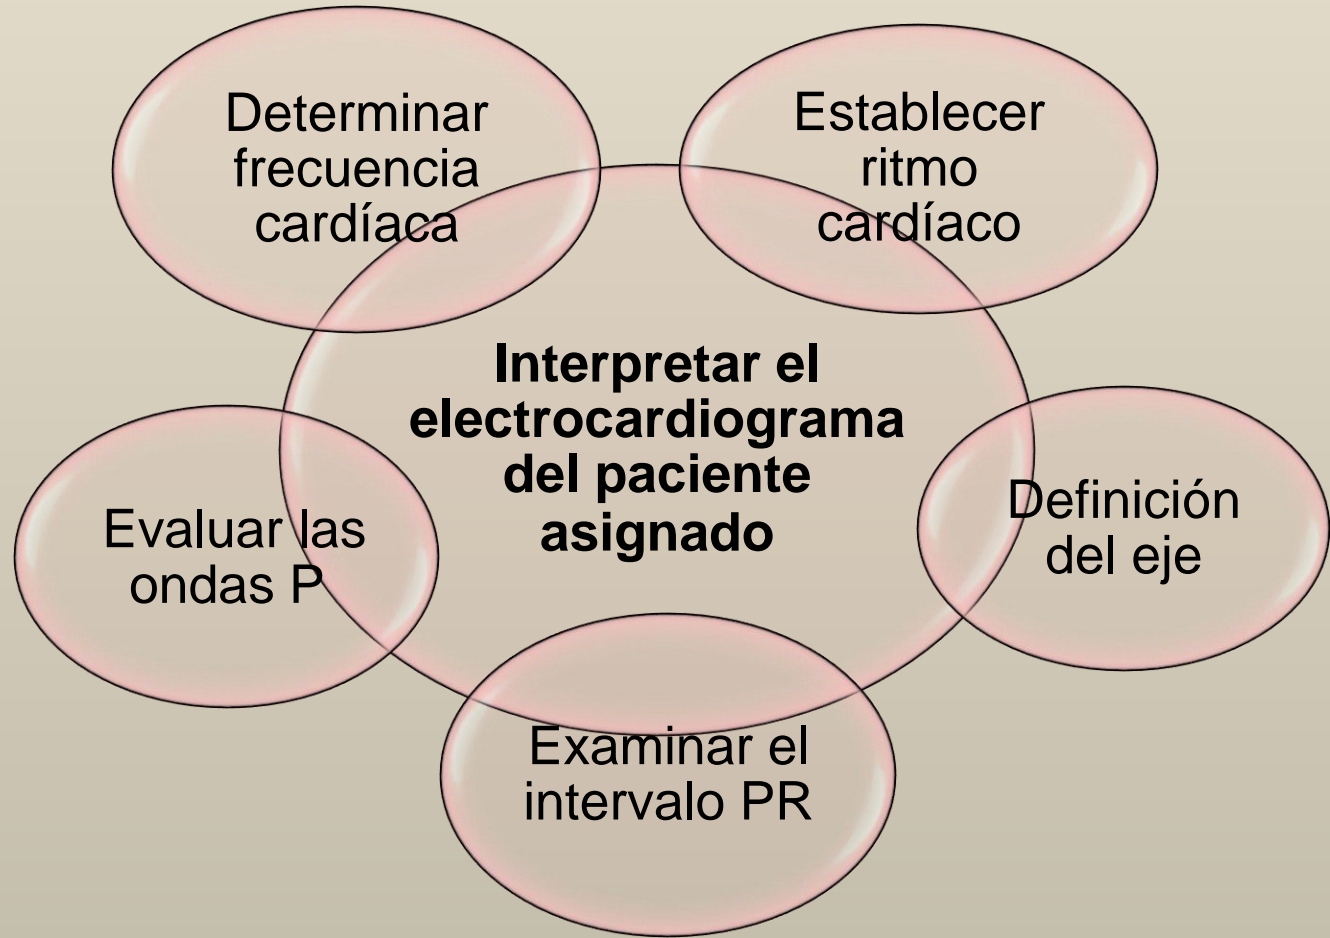 Determinar
frecuencia
cardíaca
Establecer
ritmo
cardíaco
Interpretar el
electrocardiograma
del paciente
asignado
Definición
del eje
Evaluar las
ondas P
Examinar el
intervalo PR